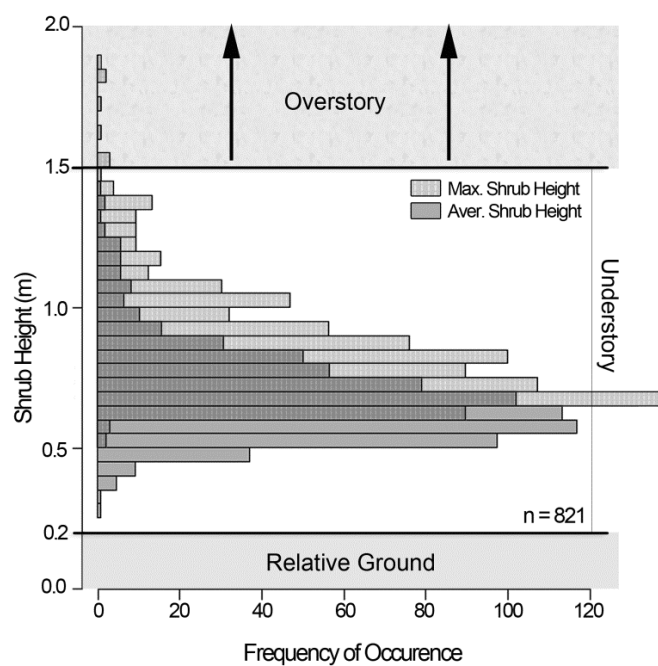 2.0
Overstory
1.5
Max. Shrub Height
Aver. Shrub Height
Shrub Height (m)
1.0
Understory
0.5
n = 821
0.2
Relative Ground
0.0
0 20 40 60 80 100 120
Frequency of Occurence